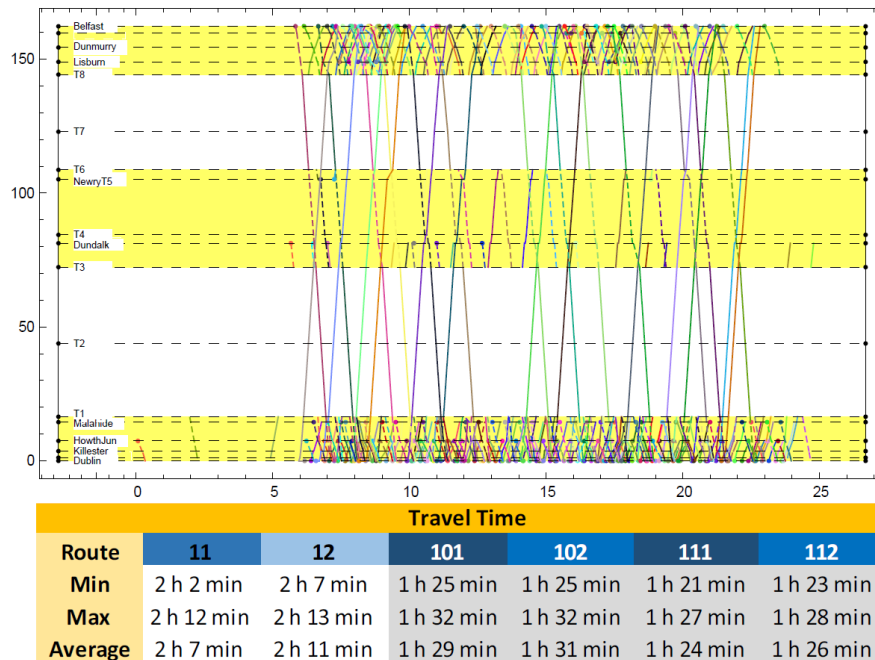 Belfast
Dunmurry
150
Lisburn
T8
T7
T6
100
NewryT5
T4
Dundalk
T3
50
T2
T1
Malahide
HowthJun
Killester
0
Dublin
0 5 10 15 20 25
Travel Time
Route 11 12 101 102 111 112
Min 2 h 2 min 2 h 7 min 1 h 25 min 1 h 25 min 1 h 21 min 1 h 23 min
Max 2 h 12 min 2 h 13 min 1 h 32 min 1 h 32 min 1 h 27 min 1 h 28 min
Average 2 h 7 min 2 h 11 min 1 h 29 min 1 h 31 min 1 h 24 min 1 h 26 min